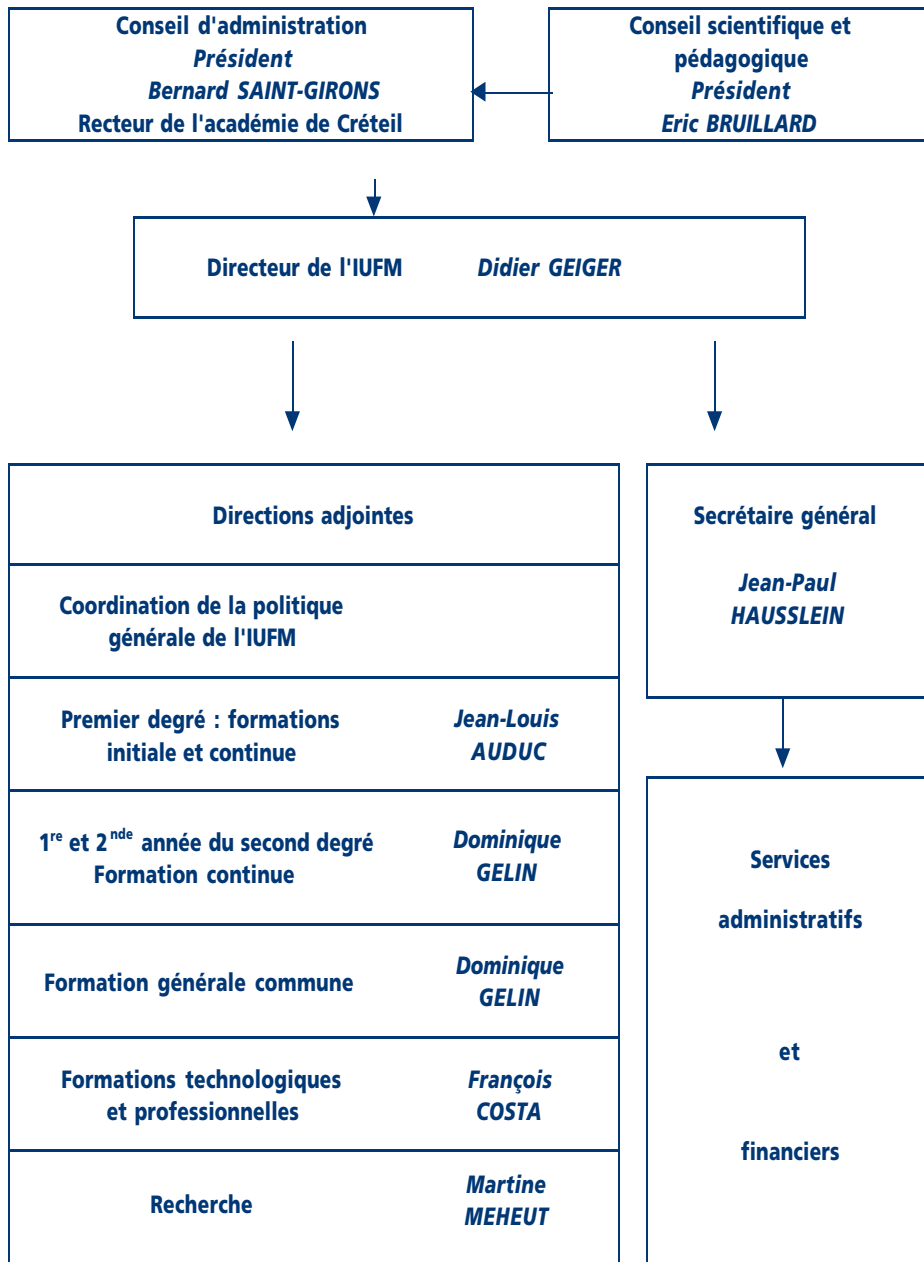 Conseil d'administration
Président
Bernard SAINT-GIRONS
Recteur de l'académie de Créteil
Conseil scientifique et
pédagogique
Président
Eric BRUILLARD
Directeur de l'IUFM Didier GEIGER
Directions adjointes
Coordination de la politique
générale de l'IUFM
Premier degré : formations
initiale et continue
Jean-Louis
AUDUC
1re et 2nde année du second degré
Formation continue
Dominique
GELIN
Formation générale commune
Dominique
GELIN
Formations technologiques
et professionnelles
François
COSTA
Recherche
Martine
MEHEUT
Secrétaire général
Jean-Paul
HAUSSLEIN
Services
administratifs
et
financiers